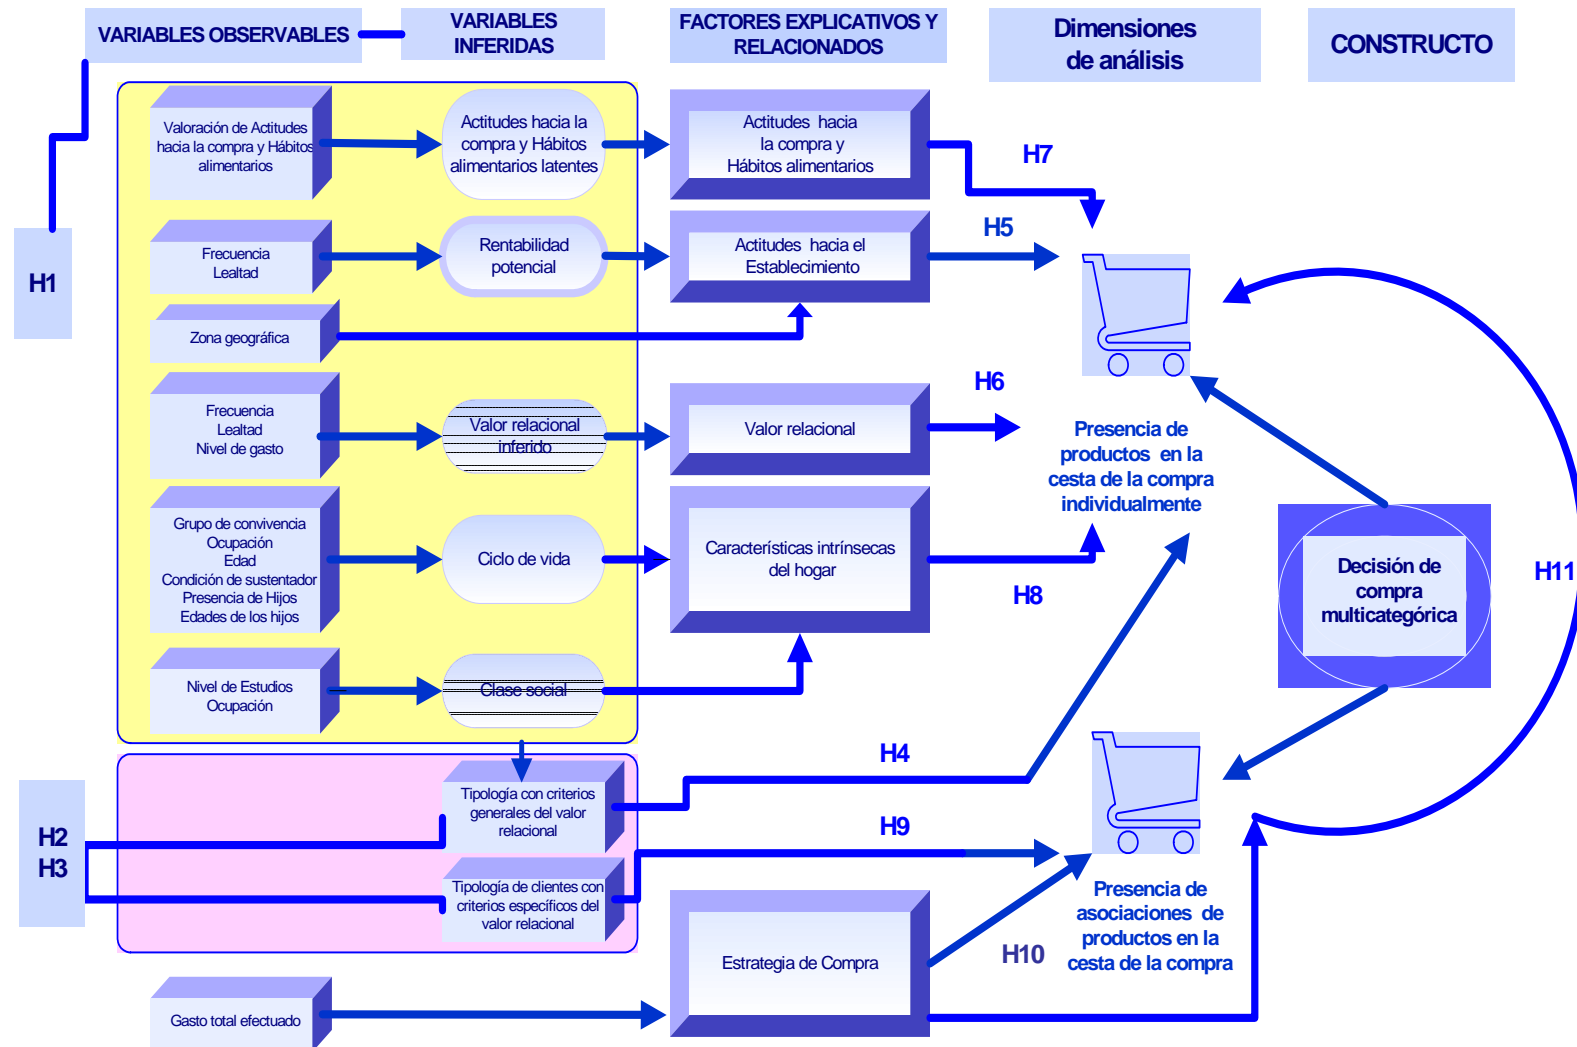 VARIABLES OBSERVABLES
VARIABLES
INFERIDAS
FACTORES EXPLICATIVOS Y
RELACIONADOS
Dimensiones
de análisis
CONSTRUCTO
Valoración de Actitudes
hacia la compra y Hábitos
alimentarios
Actitudes hacia la
compra y Hábitos
alimentarios latentes
Actitudes hacia
la compra y
Hábitos alimentarios
H7
H1
Frecuencia
Lealtad
Rentabilidad
potencial
Actitudes hacia el
Establecimiento
H5
Zona geográfica
Frecuencia
Lealtad
Nivel de gasto
Valor relacional
inferido
Valor relacional
H6
Presencia de
productos en la
cesta de la compra
individualmente
Grupo de convivencia
Ocupación
Edad
Condición de sustentador
Presencia de Hijos
Edades de los hijos
Ciclo de vida
Características intrínsecas
del hogar
H8
Decisión de
compra
multicategórica
H11
Nivel de Estudios
Ocupación
Clase social
H2
H3
Tipología con criterios
generales del valor
relacional
H4
Tipología de clientes con
criterios específicos del
valor relacional
H9
Presencia de
asociaciones de
productos en la
cesta de la compra
H10
Estrategia de Compra
Gasto total efectuado